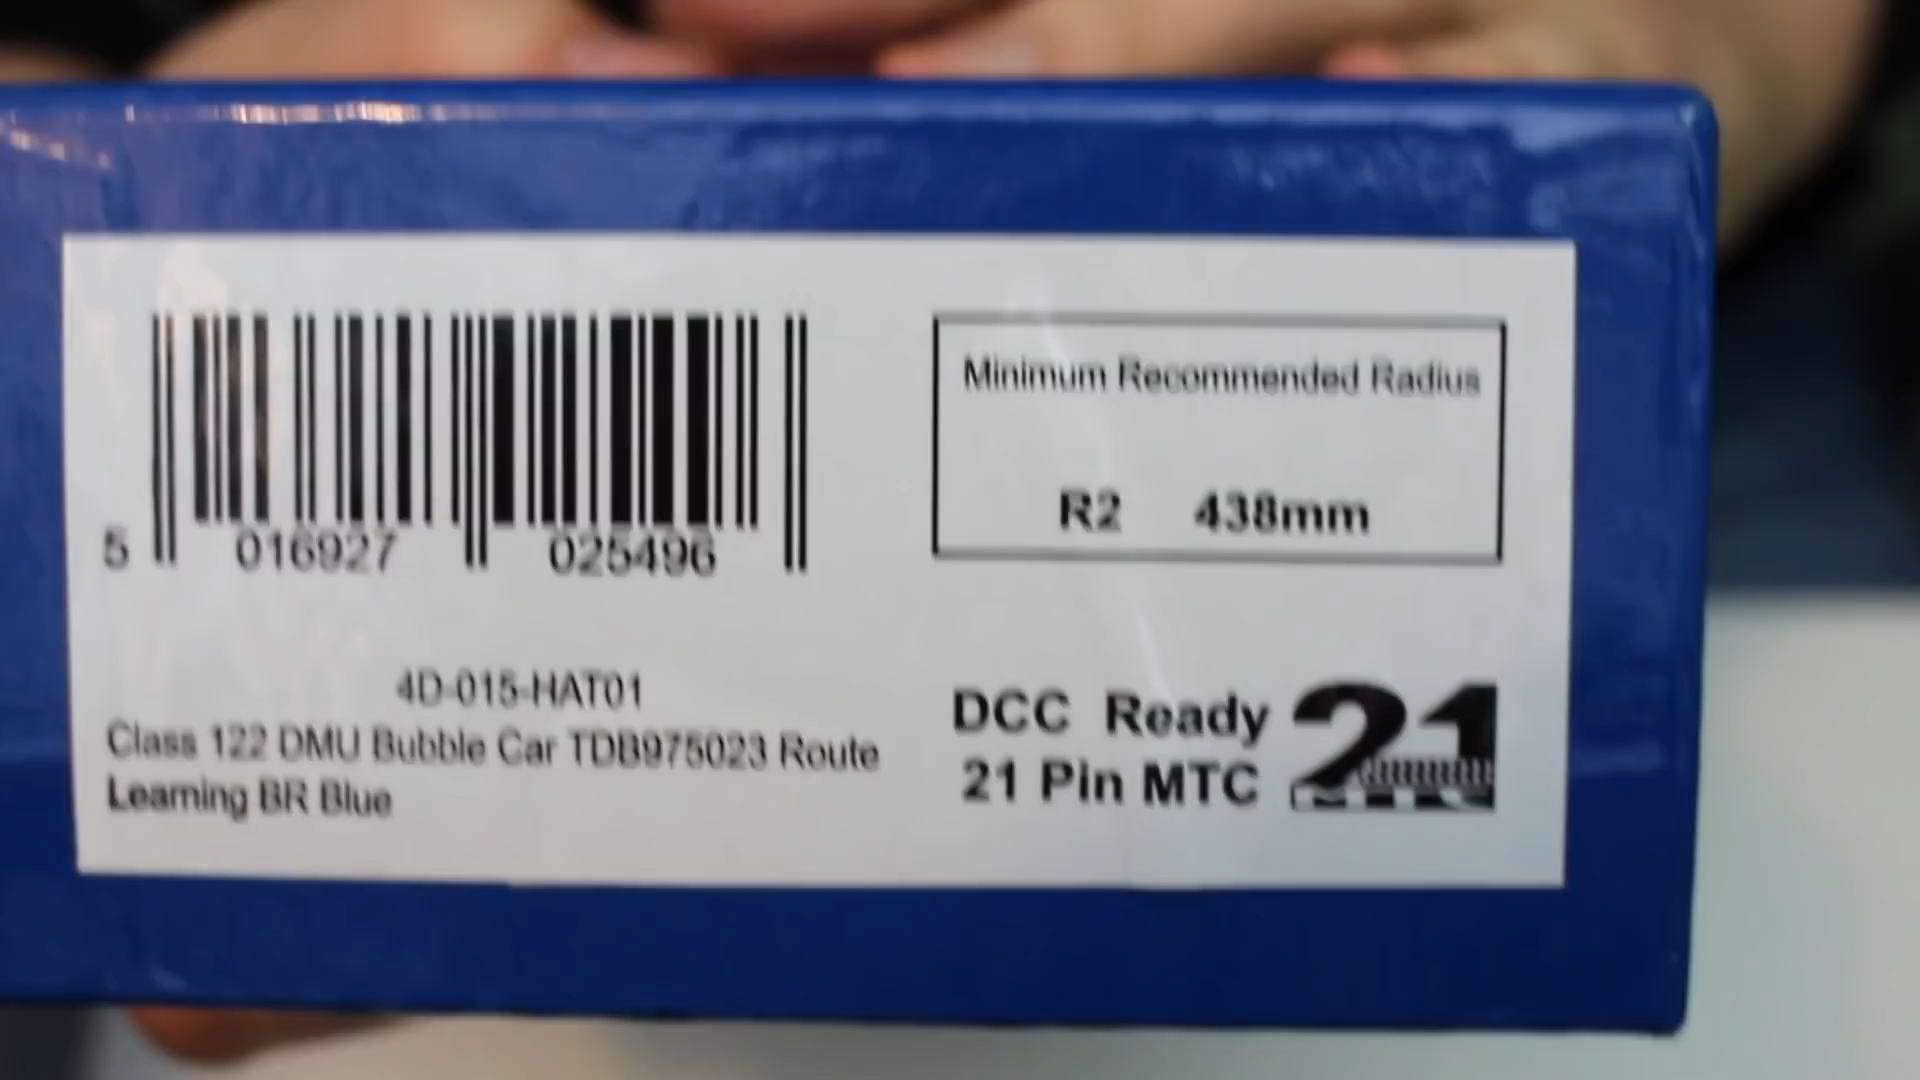 5 016927 025496
Minimum Recommended Radius
R2 438mm
4D-015-HAT01
Class 122 DMU Bubble Car TDB975023 Route
Learning BR Blue
DCC Ready
21 Pin MTC
21